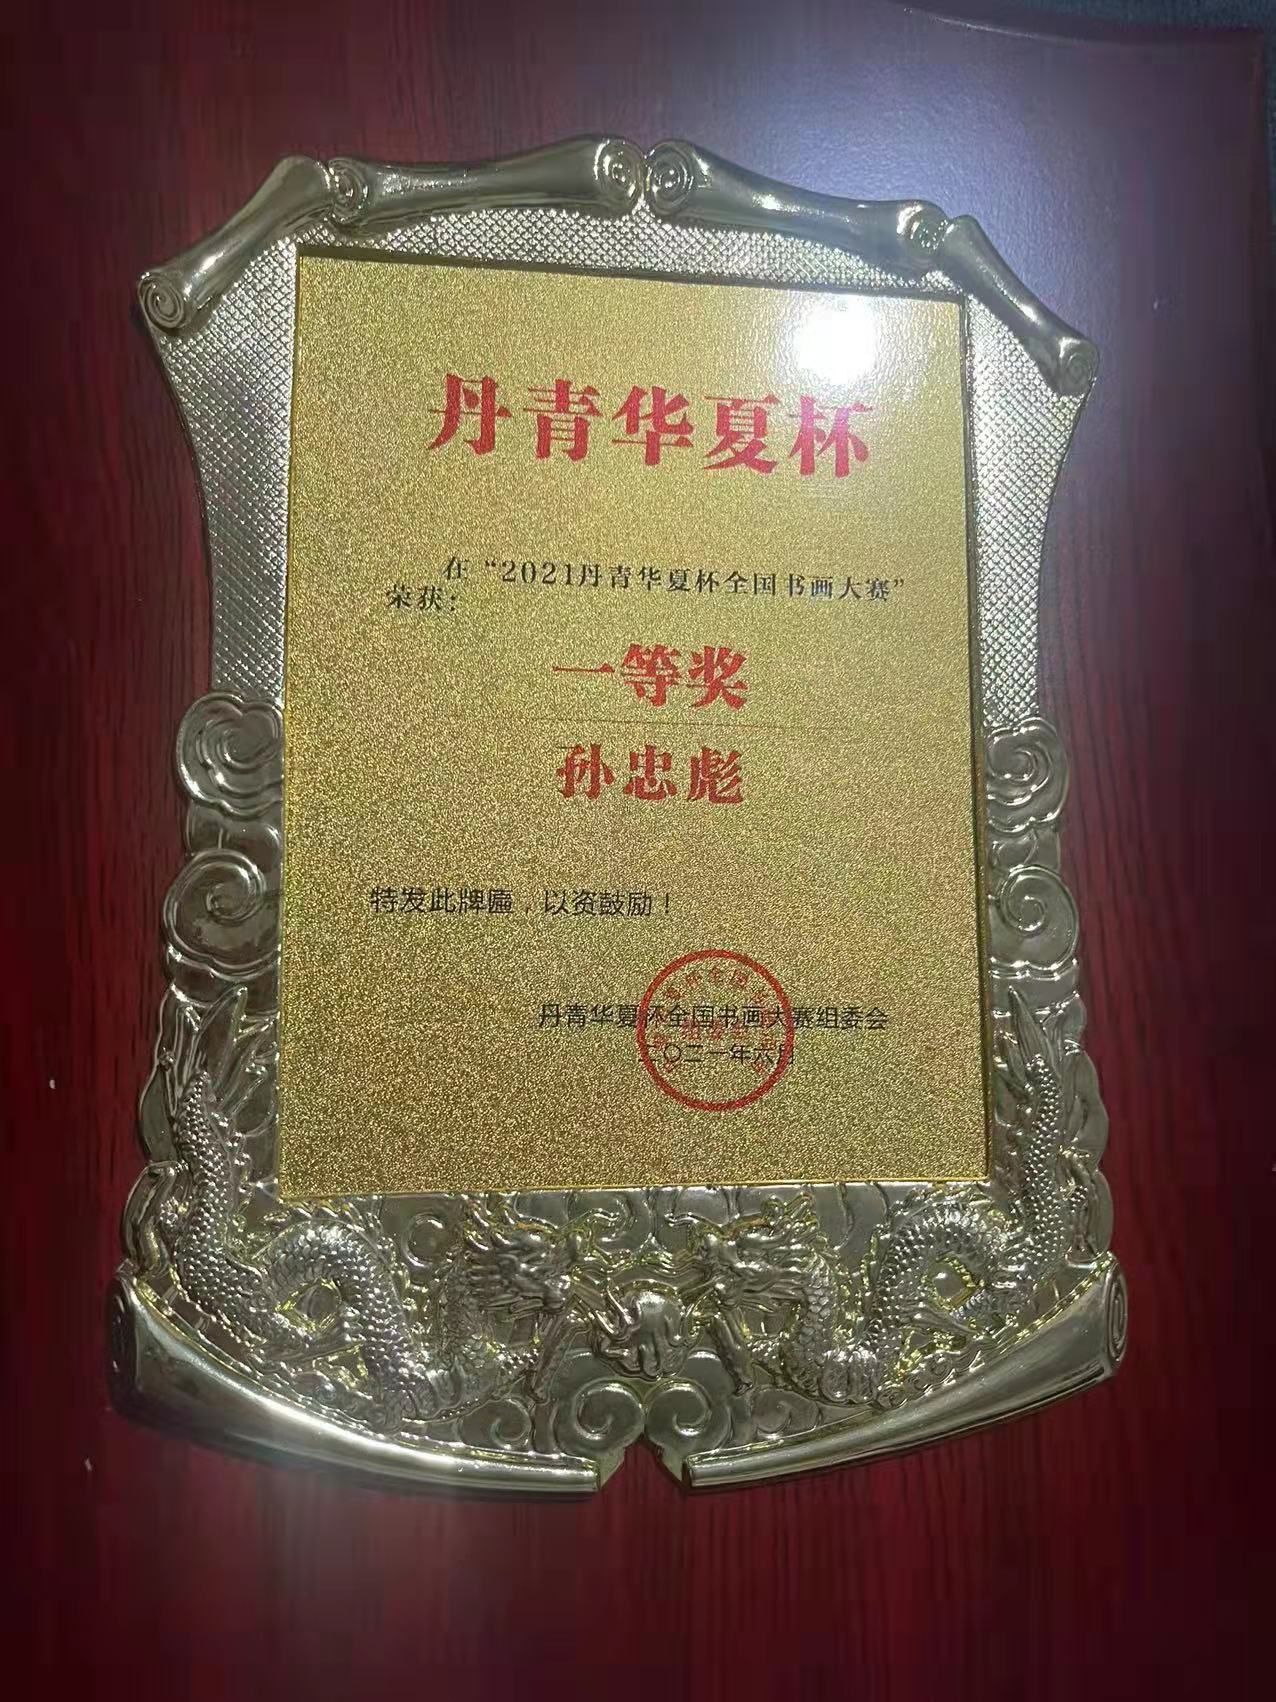 丹青华夏杯
在“2021丹青华夏杯全国书画大赛”
荣获：
一等奖
孙忠彪
特发此牌匾，以资鼓励！
丹青华夏杯全国书画大赛组委会
二〇二一年六月